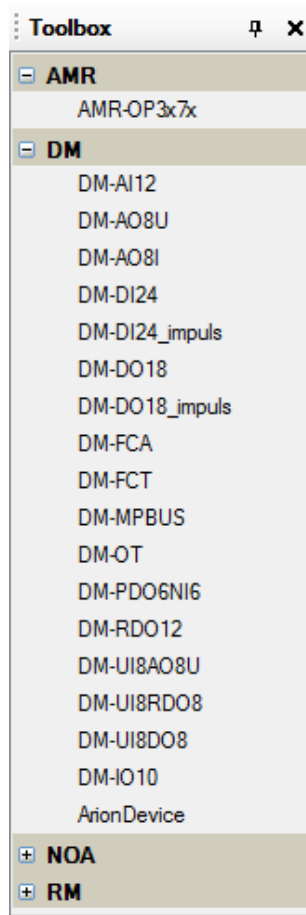 Toolbox
AMR
AMR-OP3x7x
DM
DM-AI12
DM-AO8U
DM-AO8I
DM-DI24
DM-DI24_impuls
DM-DO18
DM-DO18_impuls
DM-FCA
DM-FCT
DM-MPBUS
DM-OT
DM-PDO6NI6
DM-RDO12
DM-UI8AO8U
DM-UI8RDO8
DM-UI8DO8
DM-IO10
ArionDevice
NOA
RM